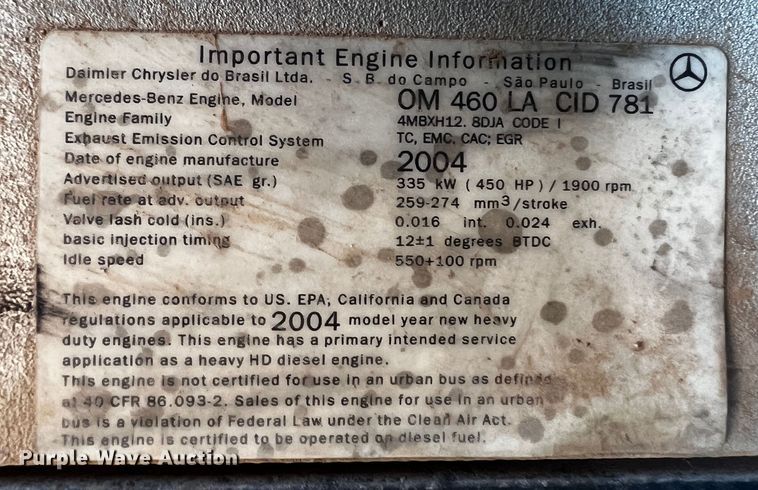 Important Engine Information
Daimler Chrysler do Brasil Ltda. - S. B. do Campo - São Paulo - Brasil
Mercedes-Benz Engine, Model OM 460 LA CID 781
Engine Family 4MBXH12. 8DJA CODE I
Exhaust Emission Control System TC, EMC, CAC; EGR
Date of engine manufacture 2004
Advertised output (SAE gr.) 335 kW ( 450 HP ) / 1900 rpm
Fuel rate at adv. output 259-274 mm3/stroke
Valve lash cold (ins.) 0.016 int. 0.024 exh.
basic injection timing 12±1 degrees BTDC
Idle speed 550+100 rpm
This engine conforms to US. EPA; California and Canada
regulations applicable to 2004 model year new heavy
duty engines. This engine has a primary intended service
application as a heavy HD diesel engine.
This engine is not certified for use in an urban bus as defined
at 40 CFR 86.093-2. Sales of this engine for use in an urban
bus is a violation of Federal Law under the Clean Air Act.
This engine is certified to be operated on diesel fuel.
Purple Wave Auction